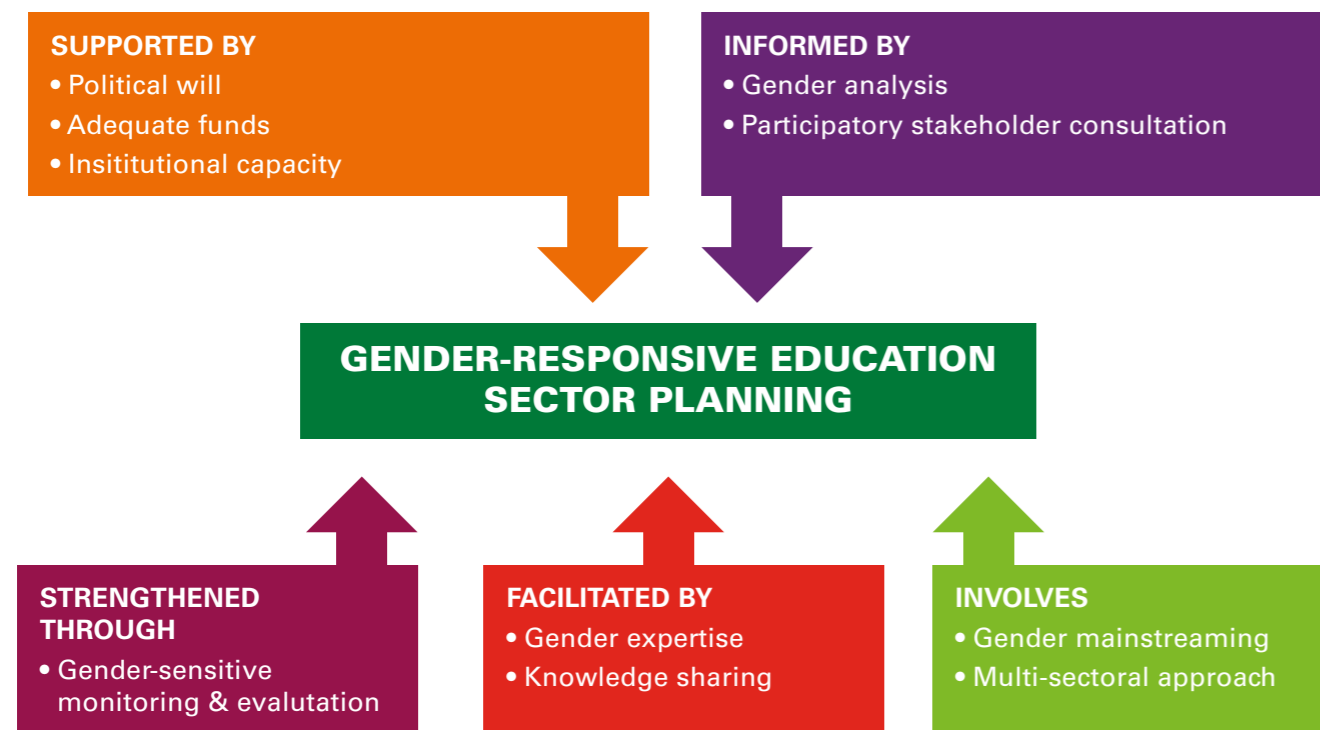 SUPPORTED BY
• Political will
• Adequate funds
• Insititutional capacity
INFORMED BY
• Gender analysis
• Participatory stakeholder consultation
GENDER-RESPONSIVE EDUCATION
SECTOR PLANNING
STRENGTHENED
THROUGH
• Gender-sensitive
monitoring & evalutation
FACILITATED BY
• Gender expertise
• Knowledge sharing
INVOLVES
• Gender mainstreaming
• Multi-sectoral approach